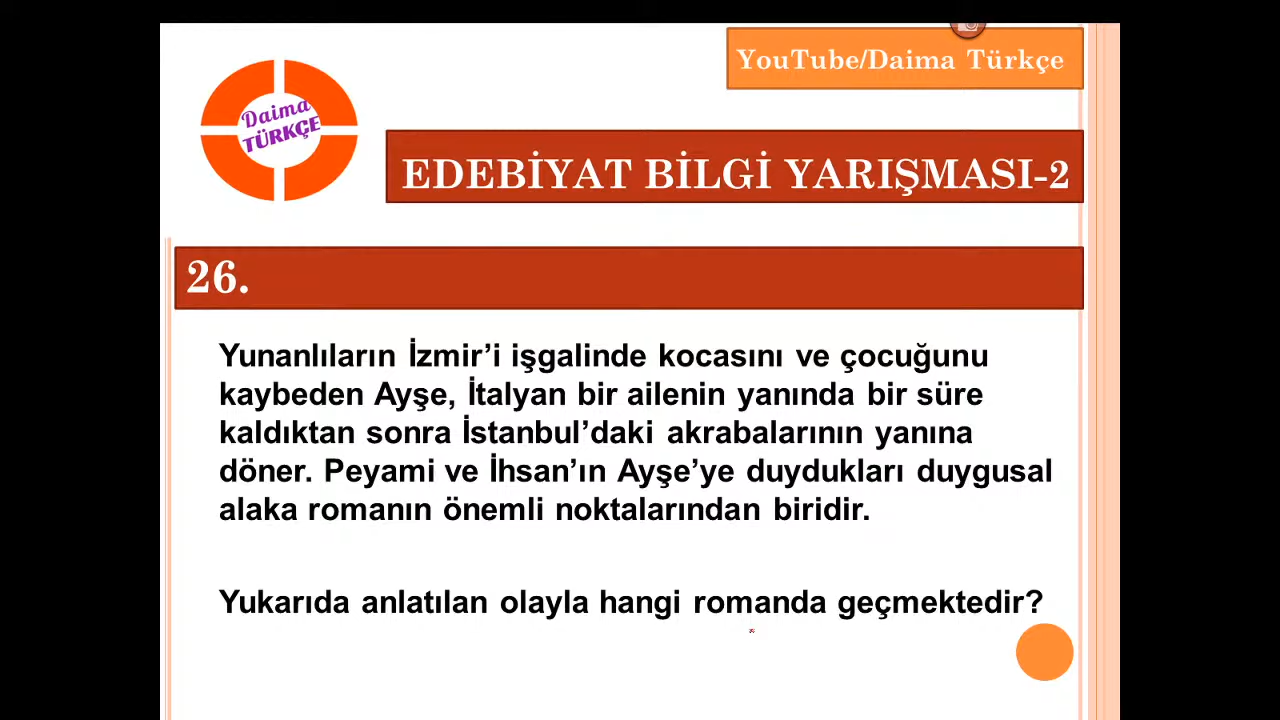 YouTube/Daima Türkçe
Daima
TÜRKÇE
EDEBİYAT BİLGİ YARIŞMASI-2
26.
Yunanlıların İzmir’i işgalinde kocasını ve çocuğunu
kaybeden Ayşe, İtalyan bir ailenin yanında bir süre
kaldıktan sonra İstanbul’daki akrabalarının yanına
döner. Peyami ve İhsan’ın Ayşe’ye duydukları duygusal
alaka romanın önemli noktalarından biridir.
Yukarıda anlatılan olayla hangi romanda geçmektedir?